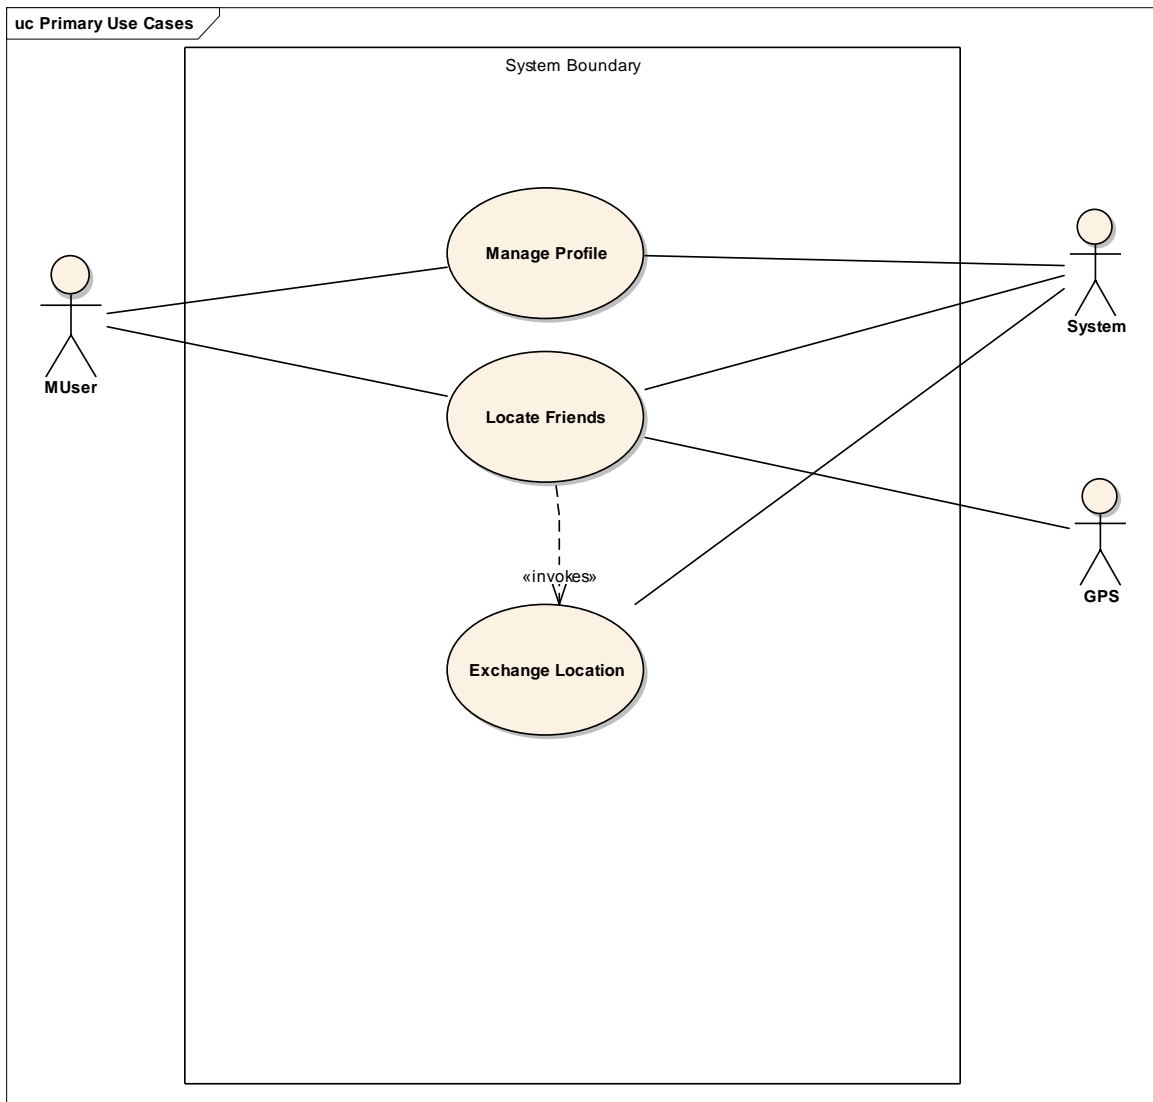 uc Primary Use Cases
System Boundary
Manage Profile
System
MUser
Locate Friends
«invokes»
GPS
Exchange Location